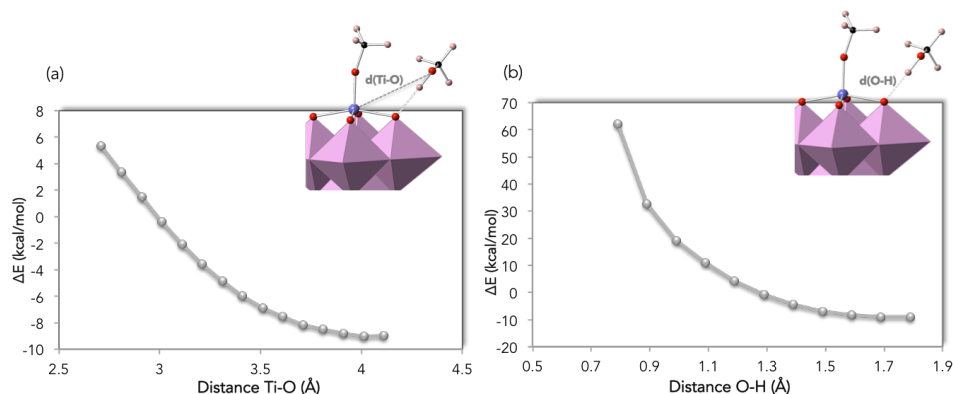 (a)
d(Ti-O)
8
6
4
2
0
-2
-4
-6
-8
-10
ΔE (kcal/mol)
2.5 3 3.5 4 4.5
Distance Ti-O (Å)
(b)
d(O-H)
70
60
50
40
30
20
10
0
-10
-20
ΔE (kcal/mol)
0.5 0.7 0.9 1.1 1.3 1.5 1.7 1.9
Distance O-H (Å)